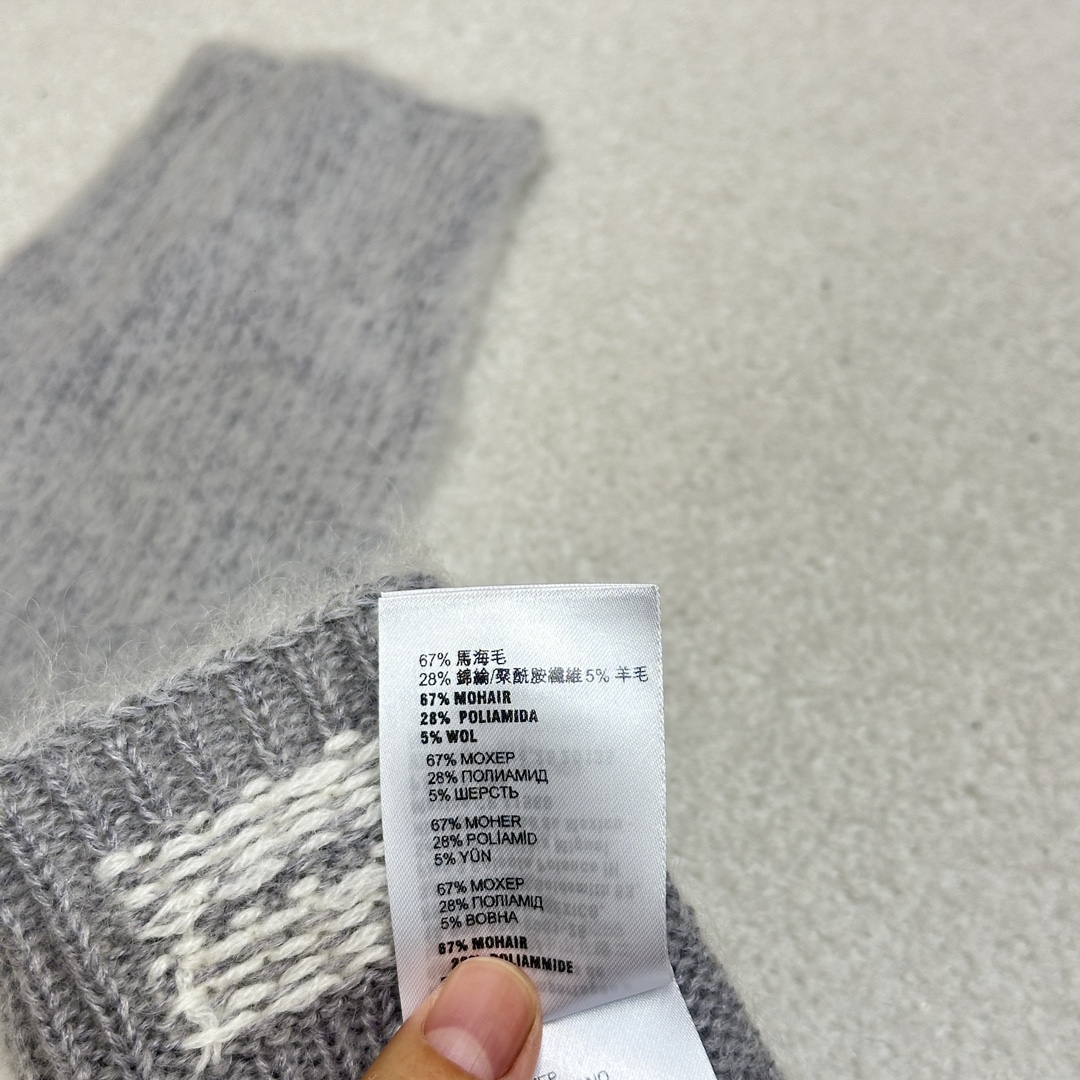 67% 馬海毛
28% 錦綸/聚酰胺纖維 5% 羊毛
67% MOHAIR
28% POLIAMIDA
5% WOL
67% МОХЕР
28% ПОЛИАМИД
5% ШЕРСТЬ
67% MOHER
28% POLİAMİD
5% YÜN
67% МОХЕР
28% ПОЛІАМІД
5% ВОВНА
67% MOHAIR
POLIAMMIDE